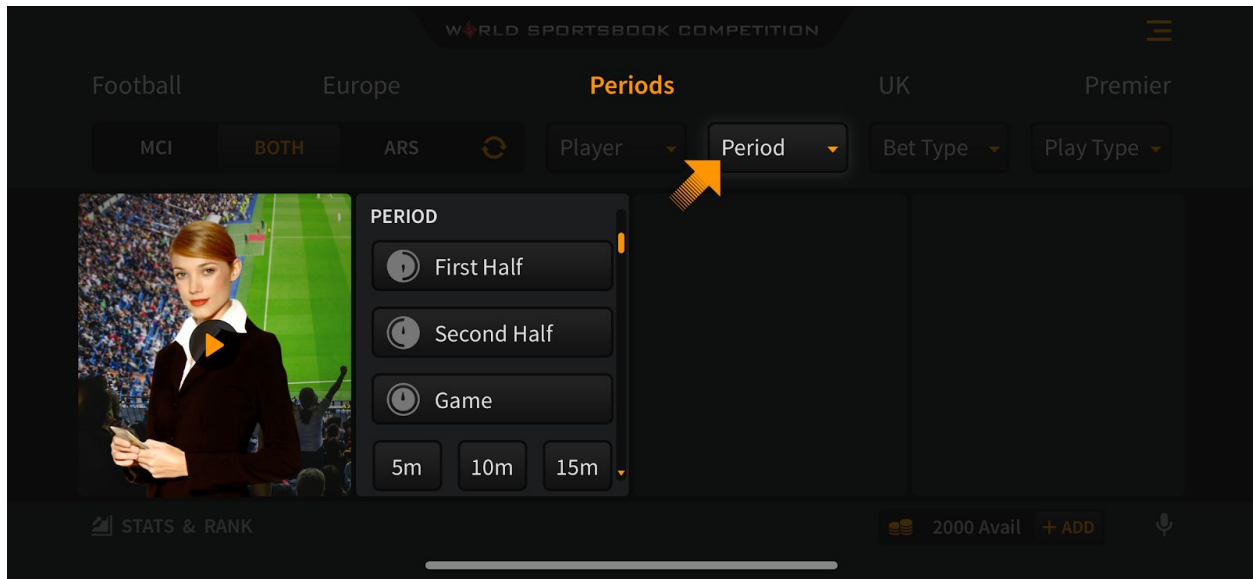 WORLD SPORTSBOOK COMPETITION
Football Europe Periods UK Premier
MCI BOTH ARS Player Period Bet Type Play Type
PERIOD
First Half
Second Half
Game
5m 10m 15m
STATS & RANK 2000 Avail + ADD